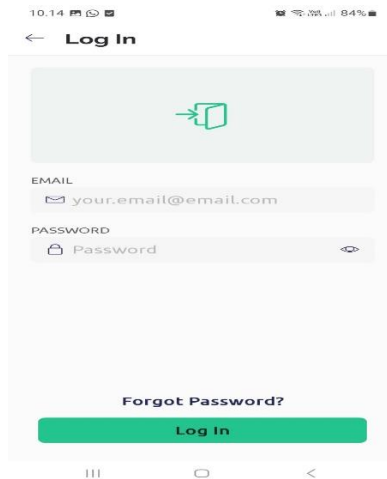 10.14 84%
Log In
EMAIL
your.email@email.com
PASSWORD
Password
Forgot Password?
Log In